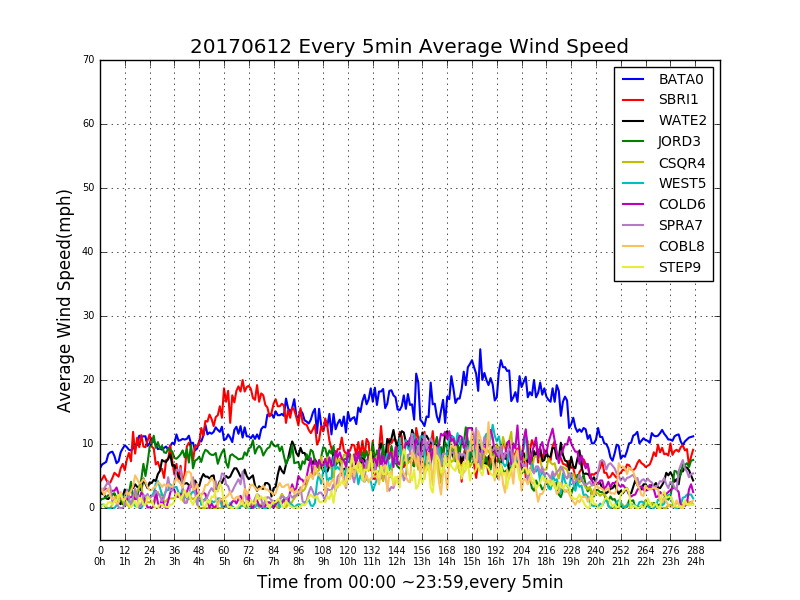 20170612 Every 5min Average Wind Speed
70
60
50
40
30
20
10
0
Average Wind Speed(mph)
BATA0
SBRI1
WATE2
JORD3
CSQR4
WEST5
COLD6
SPRA7
COBL8
STEP9
0 12 24 36 48 60 72 84 96 108 120 132 144 156 168 180 192 204 216 228 240 252 264 276 288
0h 1h 2h 3h 4h 5h 6h 7h 8h 9h 10h 11h 12h 13h 14h 15h 16h 17h 18h 19h 20h 21h 22h 23h 24h
Time from 00:00 ~23:59,every 5min